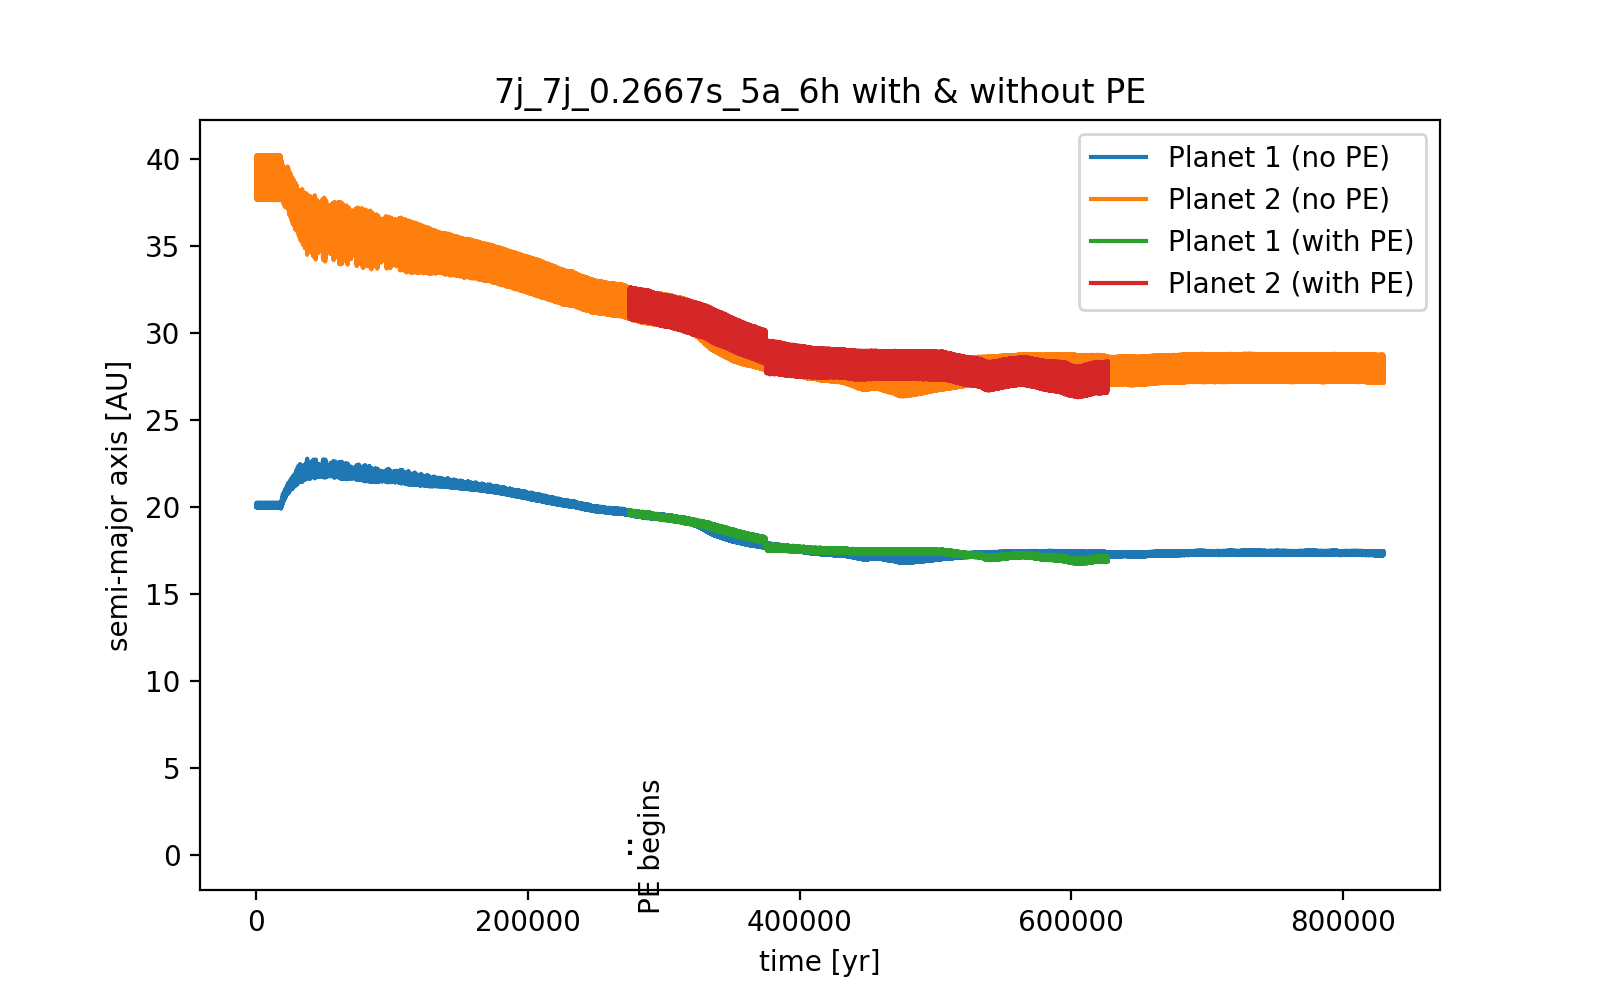 7j_7j_0.2667s_5a_6h with & without PE
Planet 1 (no PE)
Planet 2 (no PE)
Planet 1 (with PE)
Planet 2 (with PE)
semi-major axis [AU]
40
35
30
25
20
15
10
5
0
PE begins
0
200000
400000
600000
800000
time [yr]